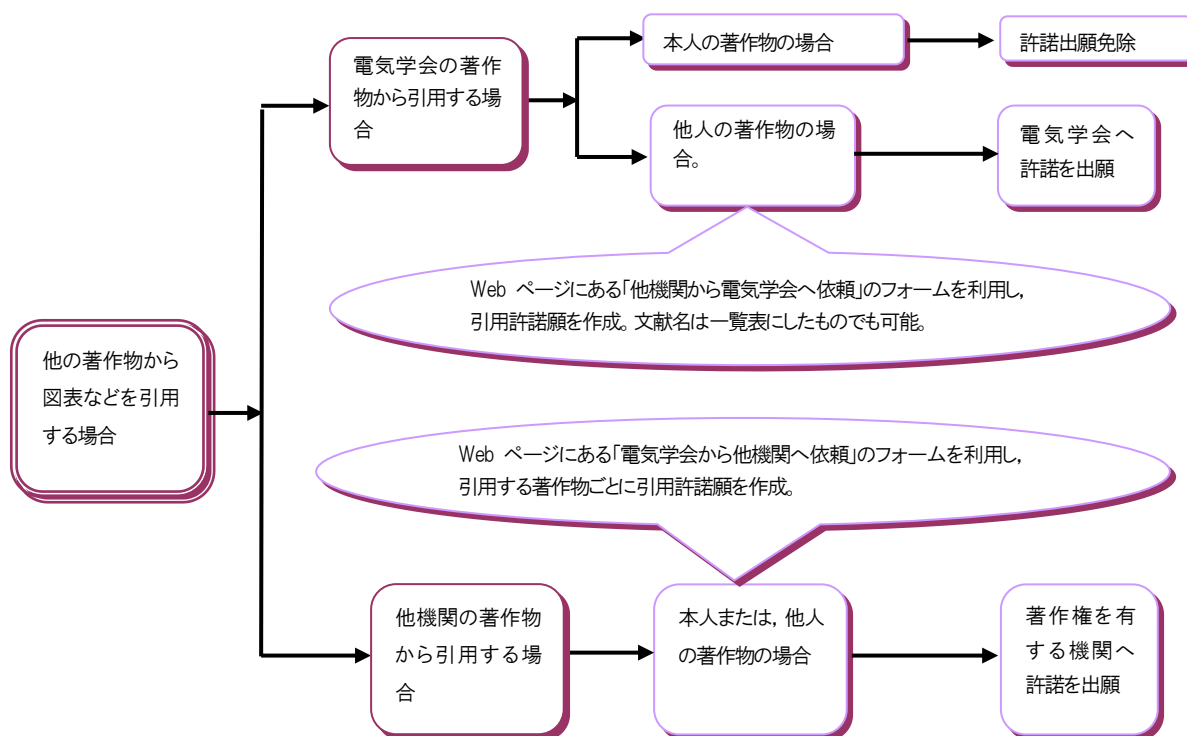 電気学会の著作
物から引用する場
合
本人の著作物の場合
許諾出願免除
他人の著作物の場
合。
電気学会へ
許諾を出願
Web ページにある「他機関から電気学会へ依頼」のフォームを利用し,
引用許諾願を作成。文献名は一覧表にしたものでも可能。
他の著作物から
図表などを引用
する場合
Web ページにある「電気学会から他機関へ依頼」のフォームを利用し,
引用する著作物ごとに引用許諾願を作成。
他機関の著作物
から引用する場
合
本人または,他人
の著作物の場合
著作権を有
する機関へ
許諾を出願